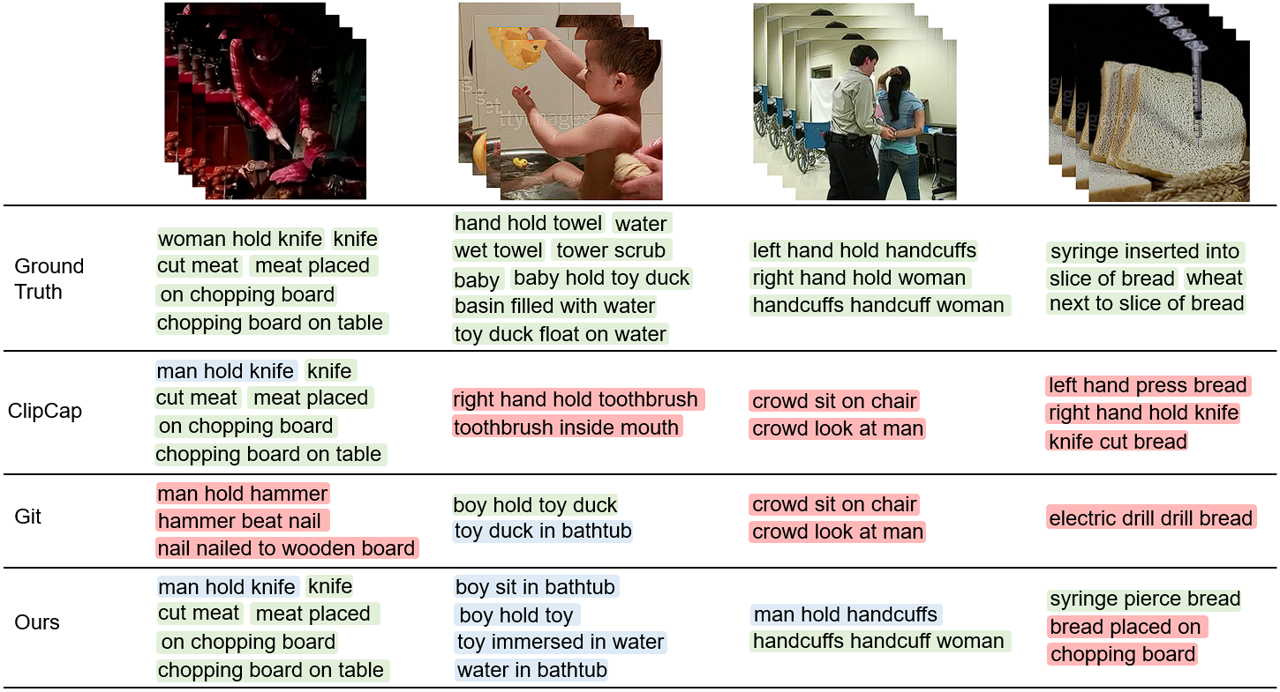 Ground
Truth
woman hold knife knife
cut meat meat placed
on chopping board
chopping board on table
hand hold towel water
wet towel tower scrub
baby baby hold toy duck
basin filled with water
toy duck float on water
left hand hold handcuffs
right hand hold woman
handcuffs handcuff woman
syringe inserted into
slice of bread wheat
next to slice of bread
ClipCap
man hold knife knife
cut meat meat placed
on chopping board
chopping board on table
right hand hold toothbrush
toothbrush inside mouth
crowd sit on chair
crowd look at man
left hand press bread
right hand hold knife
knife cut bread
Git
man hold hammer
hammer beat nail
nail nailed to wooden board
boy hold toy duck
toy duck in bathtub
crowd sit on chair
crowd look at man
electric drill drill bread
Ours
man hold knife knife
cut meat meat placed
on chopping board
chopping board on table
boy sit in bathtub
boy hold toy
toy immersed in water
water in bathtub
man hold handcuffs
handcuffs handcuff woman
syringe pierce bread
bread placed on
chopping board